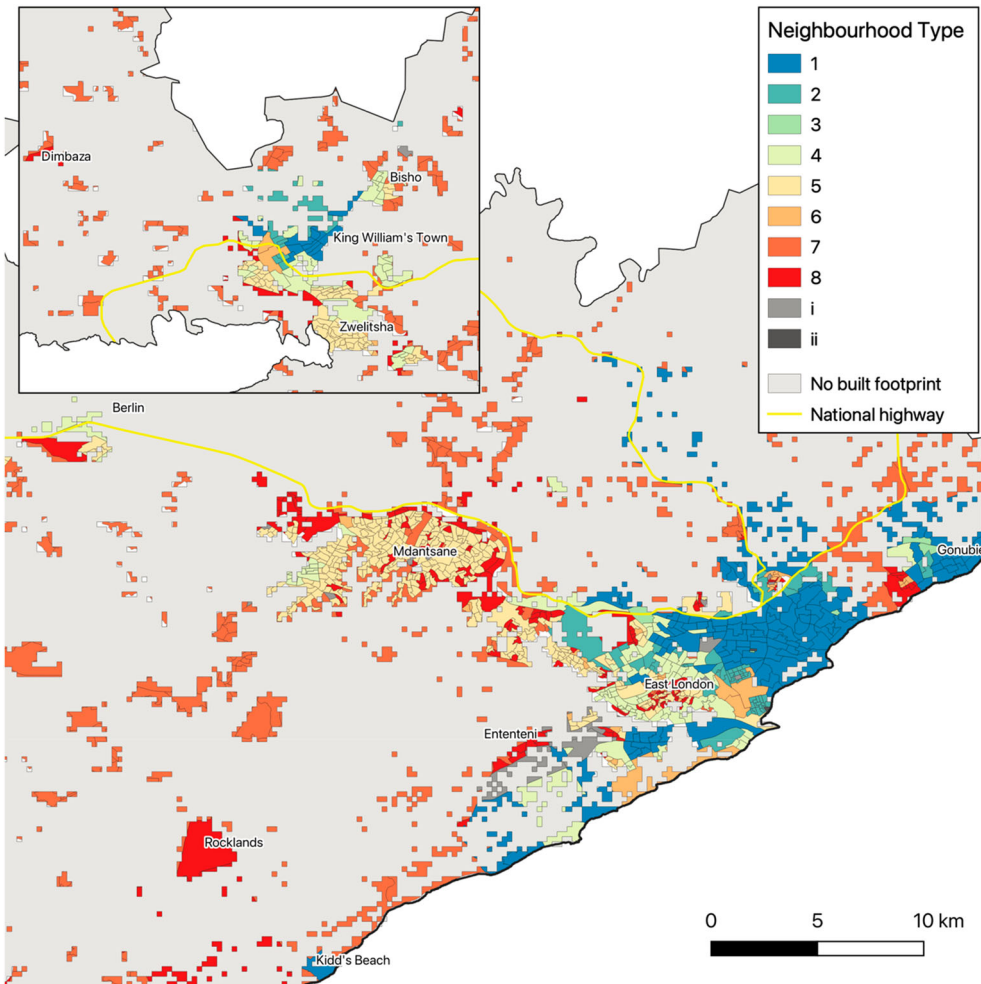 Neighbourhood Type
1
2
3
4
5
6
7
8
i
ii
No built footprint
National highway
Dimbaza
Bisho
King William's Town
Zwelitsha
Berlin
Mdantsane
Gonubie
East London
Ententeni
Rocklands
Kidd's Beach
0 5 10 km